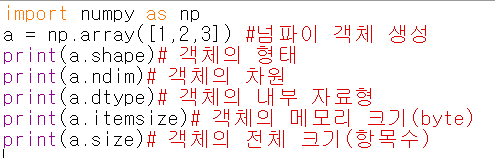 import numpy as np
a = np.array([1,2,3]) #넘파이 객체 생성
print(a.shape)# 객체의 형태
print(a.ndim)# 객체의 차원
print(a.dtype)# 객체의 내부 자료형
print(a.itemsize)# 객체의 메모리 크기(byte)
print(a.size)# 객체의 전체 크기(항목수)